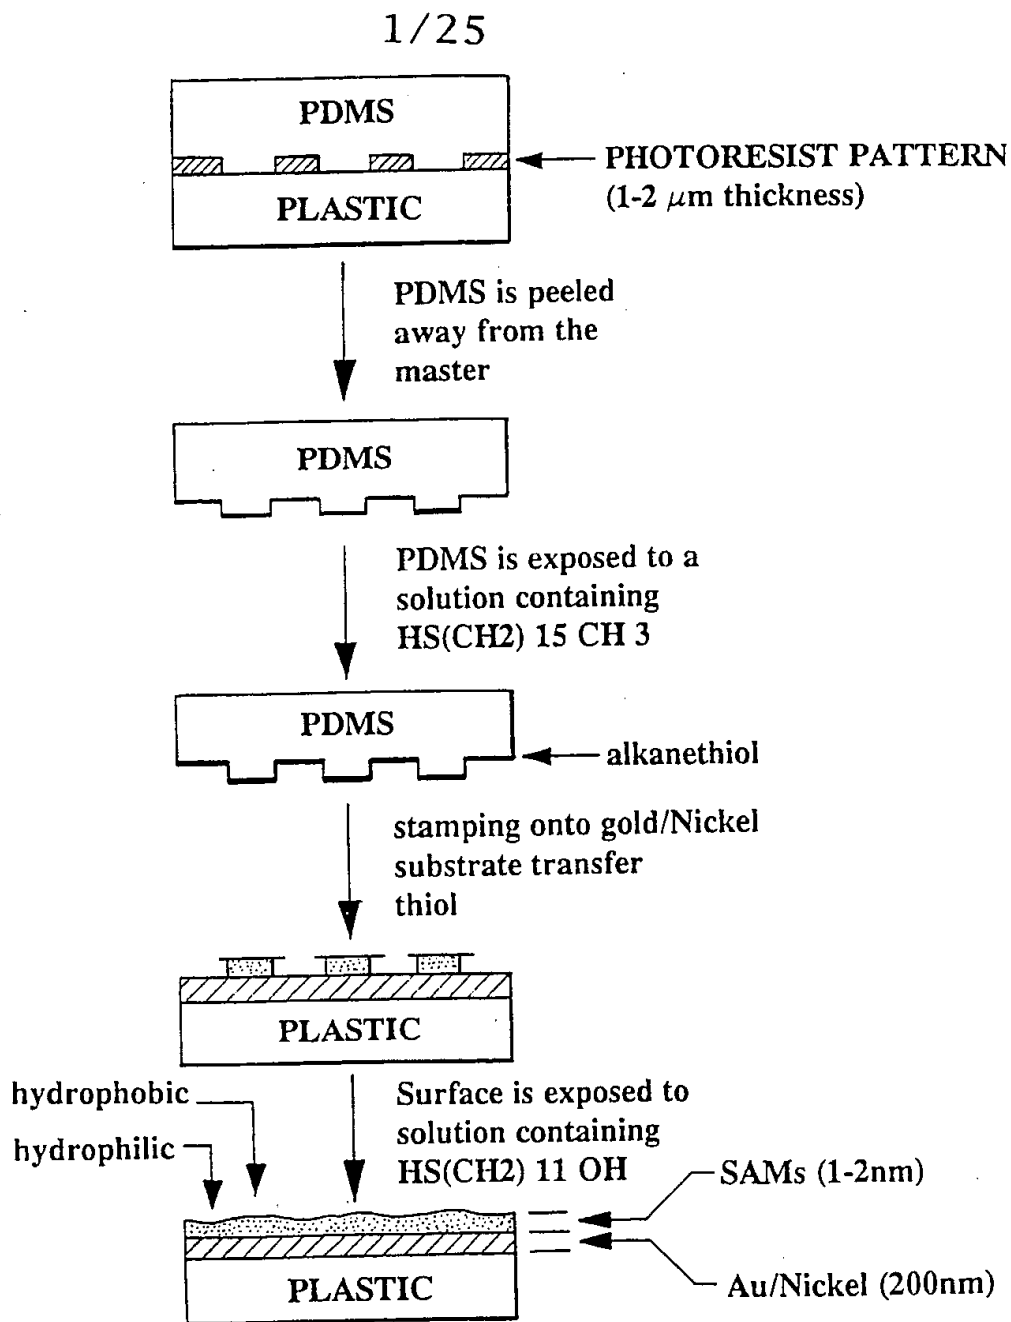 1/25
PDMS
PHOTORESIST PATTERN
(1-2 μm thickness)
PLASTIC
PDMS is peeled
away from the
master
PDMS
PDMS is exposed to a
solution containing
HS(CH2) 15 CH 3
PDMS
alkanethiol
stamping onto gold/Nickel
substrate transfer
thiol
PLASTIC
hydrophobic
hydrophilic
Surface is exposed to
solution containing
HS(CH2) 11 OH
SAMs (1-2nm)
Au/Nickel (200nm)
PLASTIC